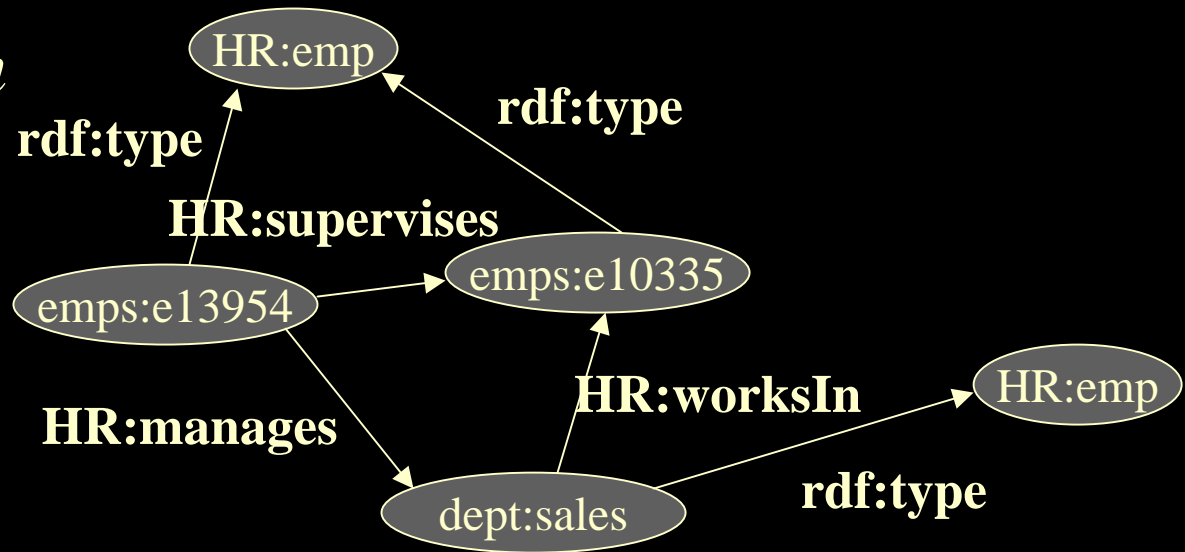 HR:emp
rdf:type
rdf:type
HR:supervises
emps:e10335
emps:e13954
HR:emp
HR:worksIn
HR:manages
rdf:type
dept:sales